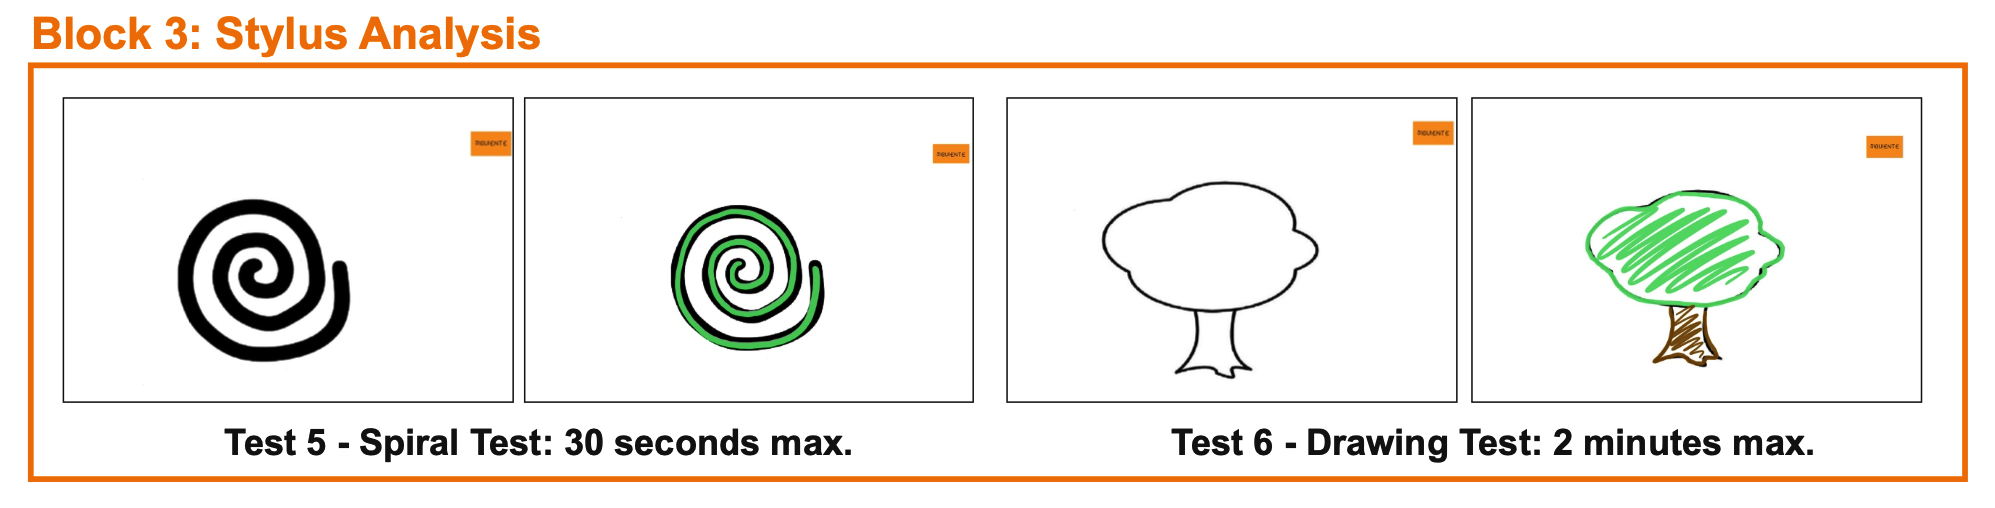 Block 3: Stylus Analysis
SIGUIENTE
SIGUIENTE
SIGUIENTE
SIGUIENTE
Test 5 - Spiral Test: 30 seconds max.
Test 6 - Drawing Test: 2 minutes max.